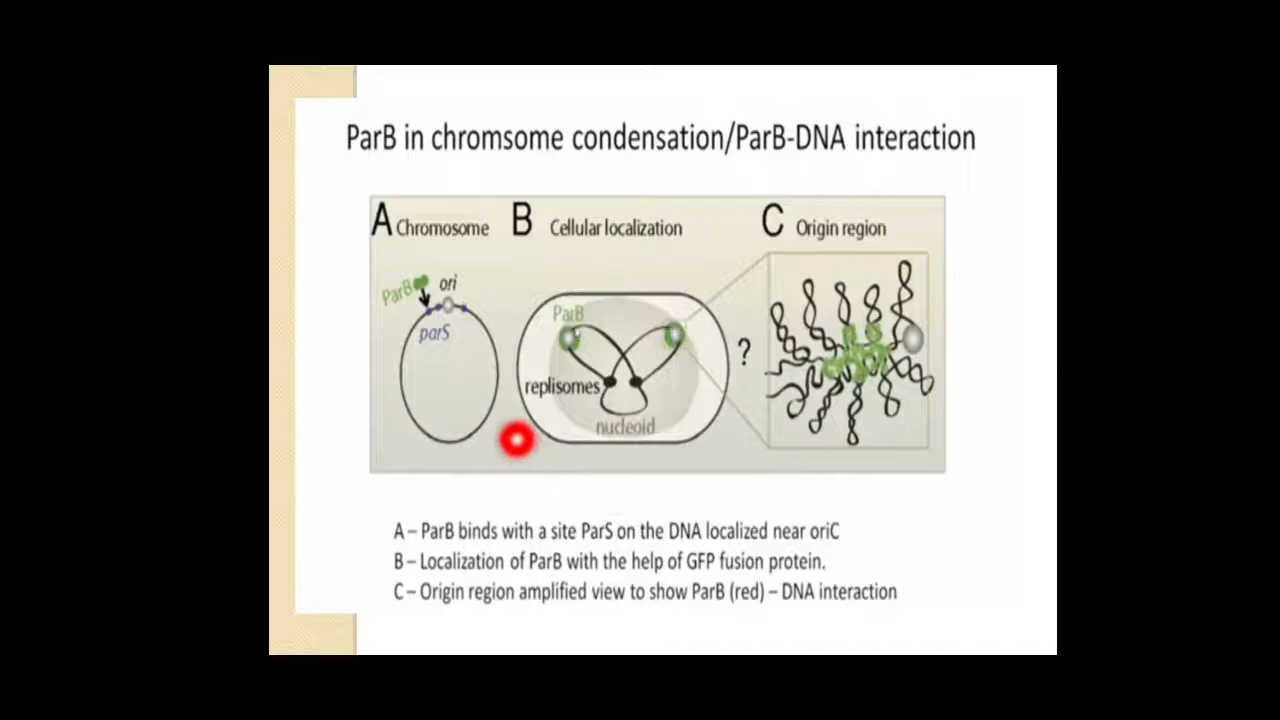 ParB in chromsome condensation/ParB-DNA interaction
A Chromosome
B Cellular localization
C Origin region
ParB
ori
parS
ParB
replisomes
nucleoid
?
A – ParB binds with a site ParS on the DNA localized near oriC
B – Localization of ParB with the help of GFP fusion protein.
C – Origin region amplified view to show ParB (red) – DNA interaction